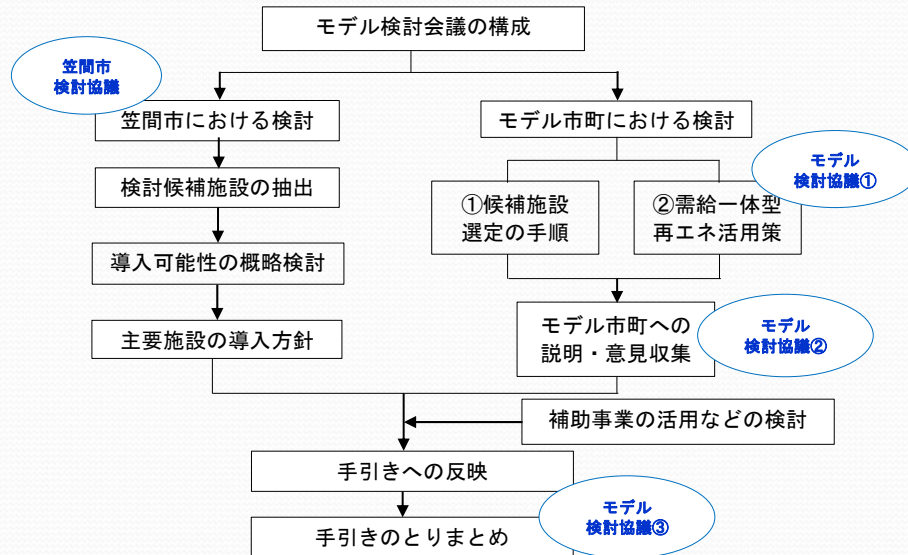 モデル検討会議の構成
笠間市
検討協議
笠間市における検討
モデル市町における検討
モデル
検討協議①
検討候補施設の抽出
①候補施設
選定の手順
②需給一体型
再エネ活用策
導入可能性の概略検討
主要施設の導入方針
モデル市町への
説明・意見収集
モデル
検討協議②
補助事業の活用などの検討
手引きへの反映
モデル
検討協議③
手引きのとりまとめ